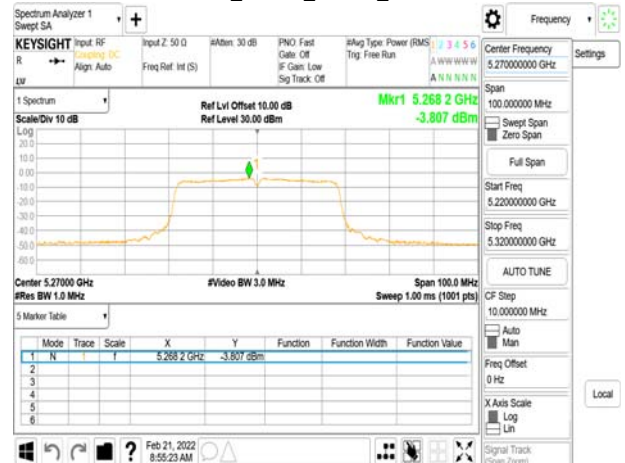 Spectrum Analyzer 1
Swept SA
+
KEYSIGHT
R
LV
Input: RF
Coupling: DC
Align: Auto
Input Z: 50 Ω
Freq Ref: Int (S)
#Atten: 30 dB
PNO: Fast
Gate: Off
IF Gain: Low
Sig Track: Off
#Avg Type: Power (RMS
Trig: Free Run
1 2 3 4 5 6
A W W W W W
A N N N N N
1 Spectrum
Scale/Div 10 dB
Ref Lvl Offset 10.00 dB
Ref Level 30.00 dBm
Mkr1 5.268 2 GHz
-3.807 dBm
Log
20.0
10.0
0.00
-10.0
-20.0
-30.0
-40.0
-50.0
-60.0
1
Center 5.27000 GHz
#Res BW 1.0 MHz
#Video BW 3.0 MHz
Span 100.0 MHz
Sweep 1.00 ms (1001 pts)
5 Marker Table
Mode Trace Scale X Y Function Function Width Function Value
1 N 1 f 5.268 2 GHz -3.807 dBm
2
3
4
5
6
?
Feb 21, 2022
8:55:23 AM
Frequency
Settings
Center Frequency
5.270000000 GHz
Span
100.000000 MHz
Swept Span
Zero Span
Full Span
Start Freq
5.220000000 GHz
Stop Freq
5.320000000 GHz
AUTO TUNE
CF Step
10.000000 MHz
Auto
Man
Freq Offset
0 Hz
X Axis Scale
Log
Lin
Local
Signal Track
(Span Zoom)